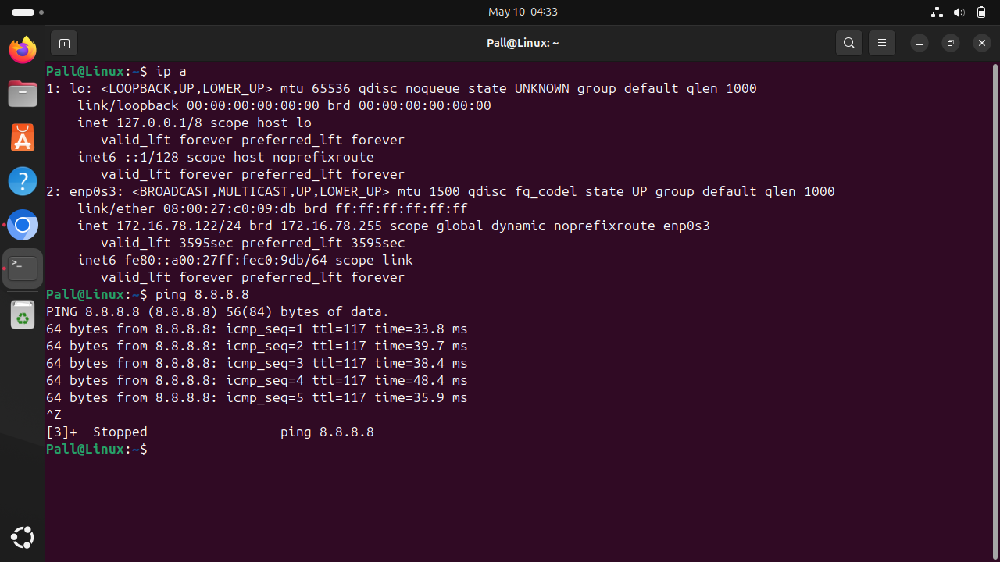 May 10 04:33
Pall@Linux: ~
Pall@Linux:~$ ip a
1: lo: <LOOPBACK,UP,LOWER_UP> mtu 65536 qdisc noqueue state UNKNOWN group default qlen 1000
    link/loopback 00:00:00:00:00:00 brd 00:00:00:00:00:00
    inet 127.0.0.1/8 scope host lo
       valid_lft forever preferred_lft forever
    inet6 ::1/128 scope host noprefixroute
       valid_lft forever preferred_lft forever
2: enp0s3: <BROADCAST,MULTICAST,UP,LOWER_UP> mtu 1500 qdisc fq_codel state UP group default qlen 1000
    link/ether 08:00:27:c0:09:db brd ff:ff:ff:ff:ff:ff
    inet 172.16.78.122/24 brd 172.16.78.255 scope global dynamic noprefixroute enp0s3
       valid_lft 3595sec preferred_lft 3595sec
    inet6 fe80::a00:27ff:fec0:9db/64 scope link
       valid_lft forever preferred_lft forever
Pall@Linux:~$ ping 8.8.8.8
PING 8.8.8.8 (8.8.8.8) 56(84) bytes of data.
64 bytes from 8.8.8.8: icmp_seq=1 ttl=117 time=33.8 ms
64 bytes from 8.8.8.8: icmp_seq=2 ttl=117 time=39.7 ms
64 bytes from 8.8.8.8: icmp_seq=3 ttl=117 time=38.4 ms
64 bytes from 8.8.8.8: icmp_seq=4 ttl=117 time=48.4 ms
64 bytes from 8.8.8.8: icmp_seq=5 ttl=117 time=35.9 ms
^Z
[3]+  Stopped                 ping 8.8.8.8
Pall@Linux:~$